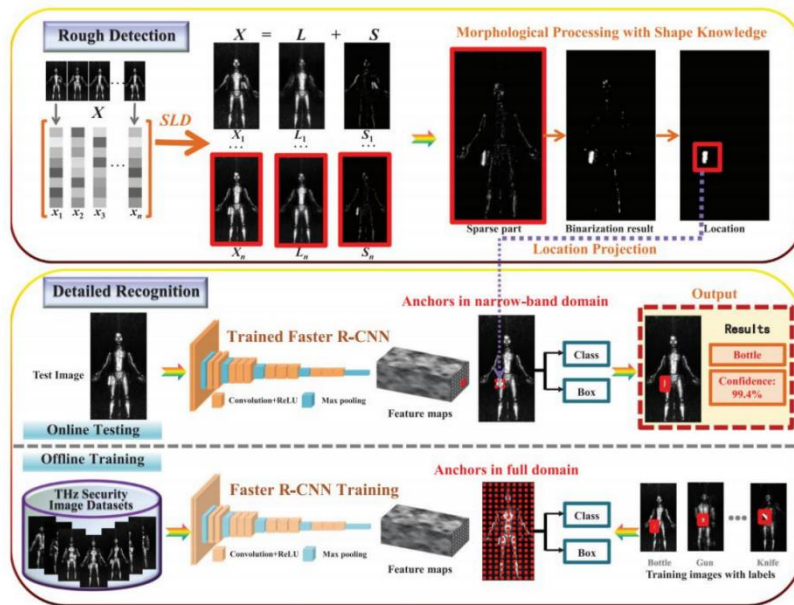 Rough Detection
X = L + S
Morphological Processing with Shape Knowledge
X
SLD
X1 L1 S1
... ... ...
x1 x2 x3 xn
Xn Ln Sn
Sparse part Binarization result Location
Location Projection
Detailed Recognition
Anchors in narrow-band domain
Output
Trained Faster R-CNN
Results
Test Image
Class
Bottle
Box
Confidence:
99.4%
Convolution+ReLU Max pooling
Feature maps
Online Testing
Offline Training
Anchors in full domain
THz Security
Image Datasets
Faster R-CNN Training
Class
Box
Convolution+ReLU Max pooling
Feature maps
Bottle Gun Knife
Training images with labels